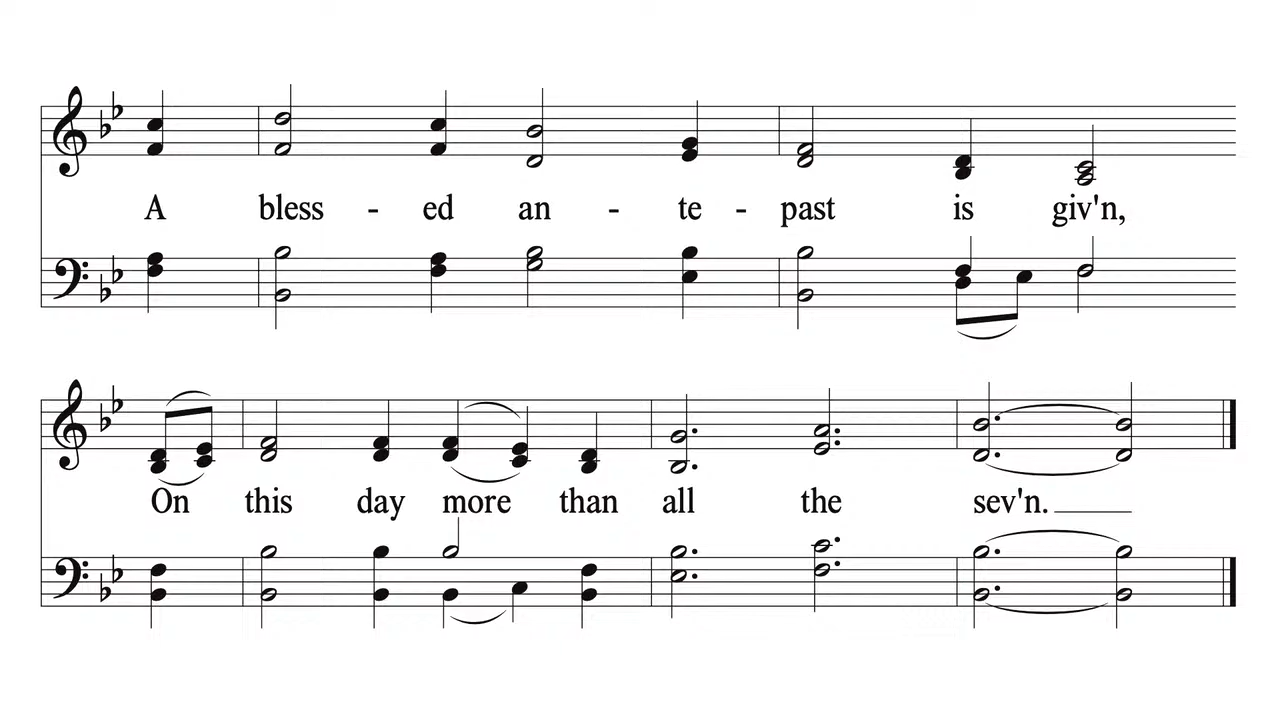 A bless - ed an - te - past is giv'n,
On this day more than all the sev'n.